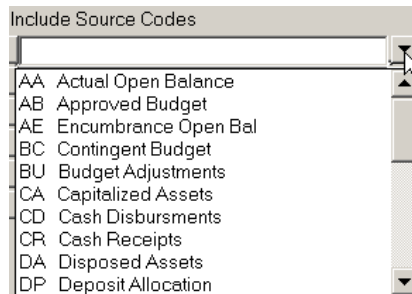 Include Source Codes
AA Actual Open Balance
AB Approved Budget
AE Encumbrance Open Bal
BC Contingent Budget
BU Budget Adjustments
CA Capitalized Assets
CD Cash Disbursments
CR Cash Receipts
DA Disposed Assets
DP Deposit Allocation